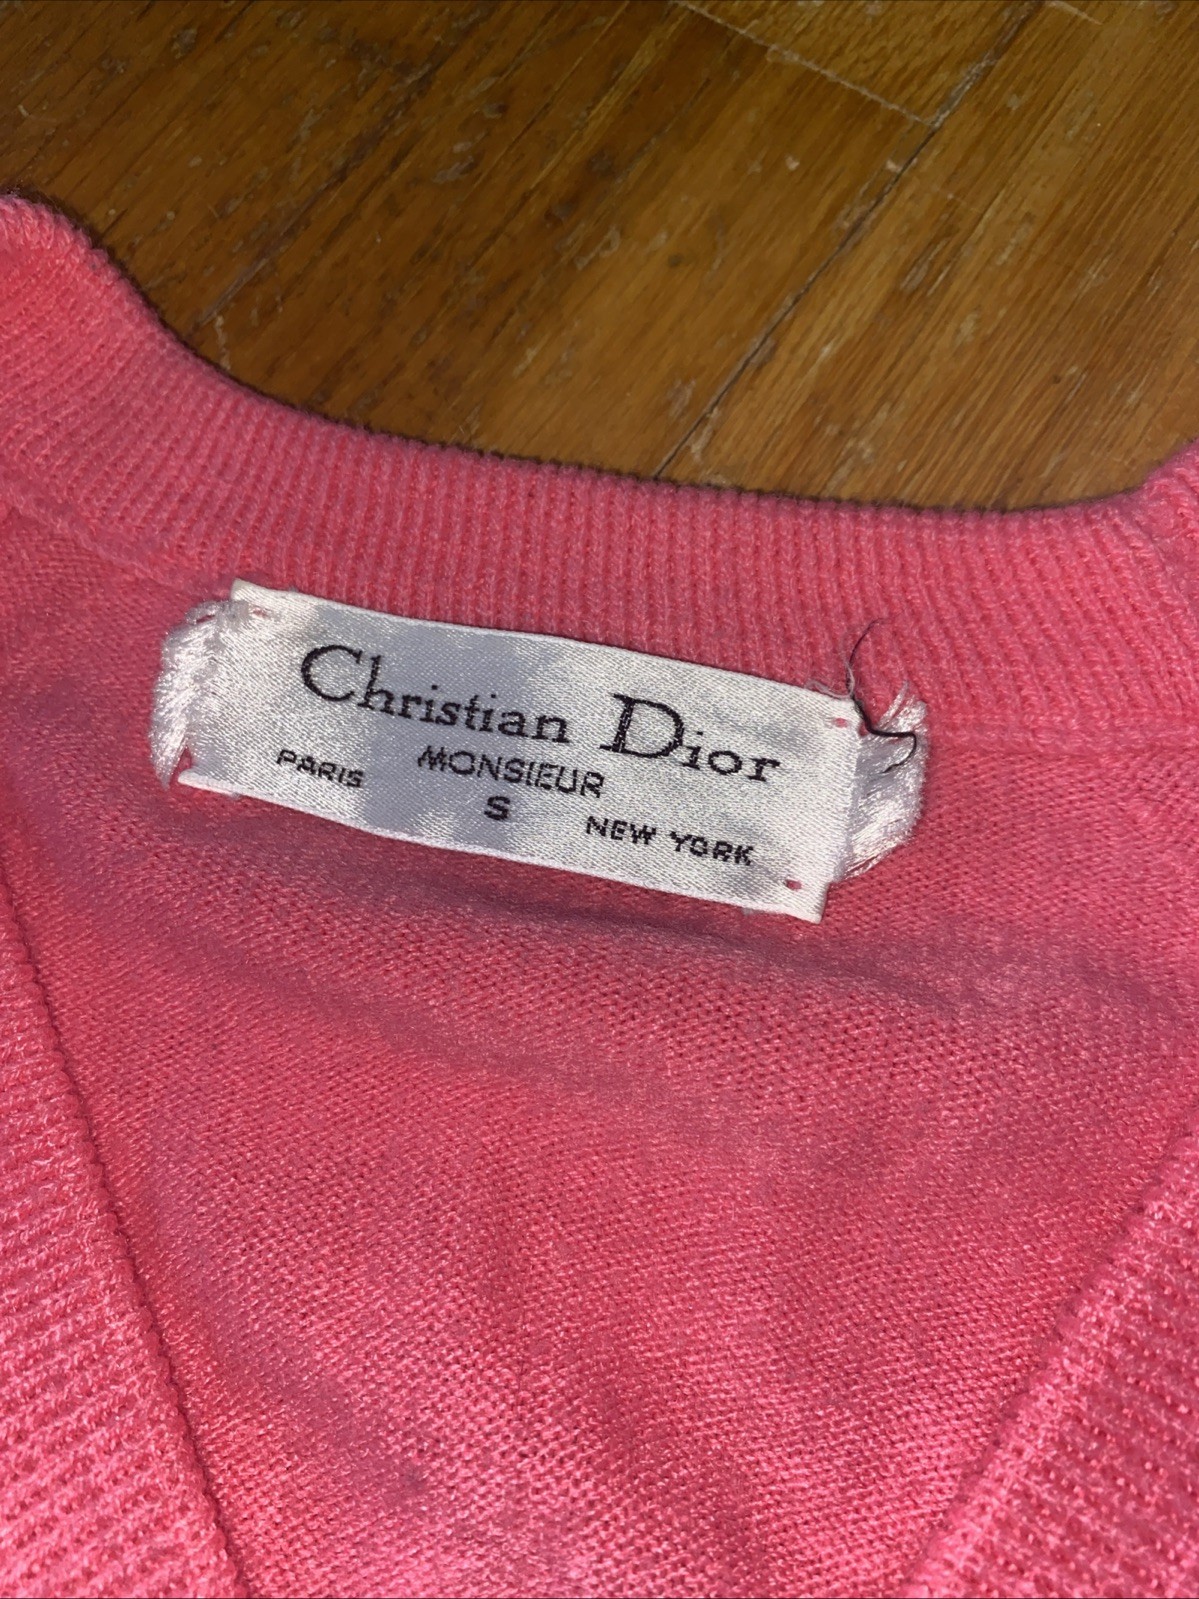 Christian Dior
MONSIEUR
PARIS S NEW YORK